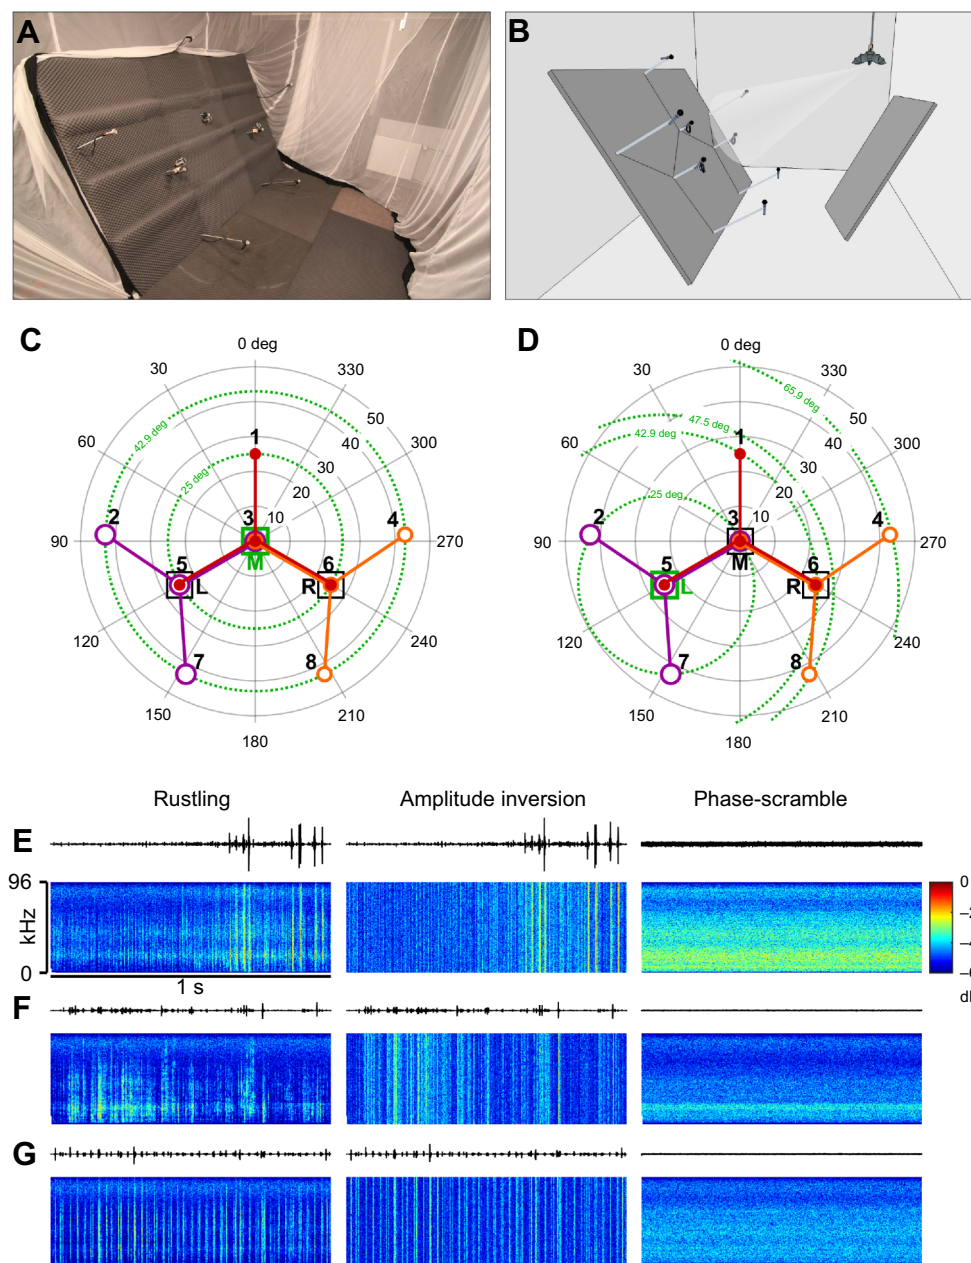 A
B
C
0 deg
30
330
60
300
90
270
120
240
150
210
180
10
20
30
40
50
42.9 deg
25 deg
1
2
3
4
5
6
7
8
M
L
R
D
0 deg
30
330
60
300
90
270
120
240
150
210
180
10
20
30
40
50
65.9 deg
47.5 deg
42.9 deg
25 deg
1
2
3
4
5
6
7
8
M
L
R
Rustling
Amplitude inversion
Phase-scramble
E
96
kHz
0
1 s
0
F
G